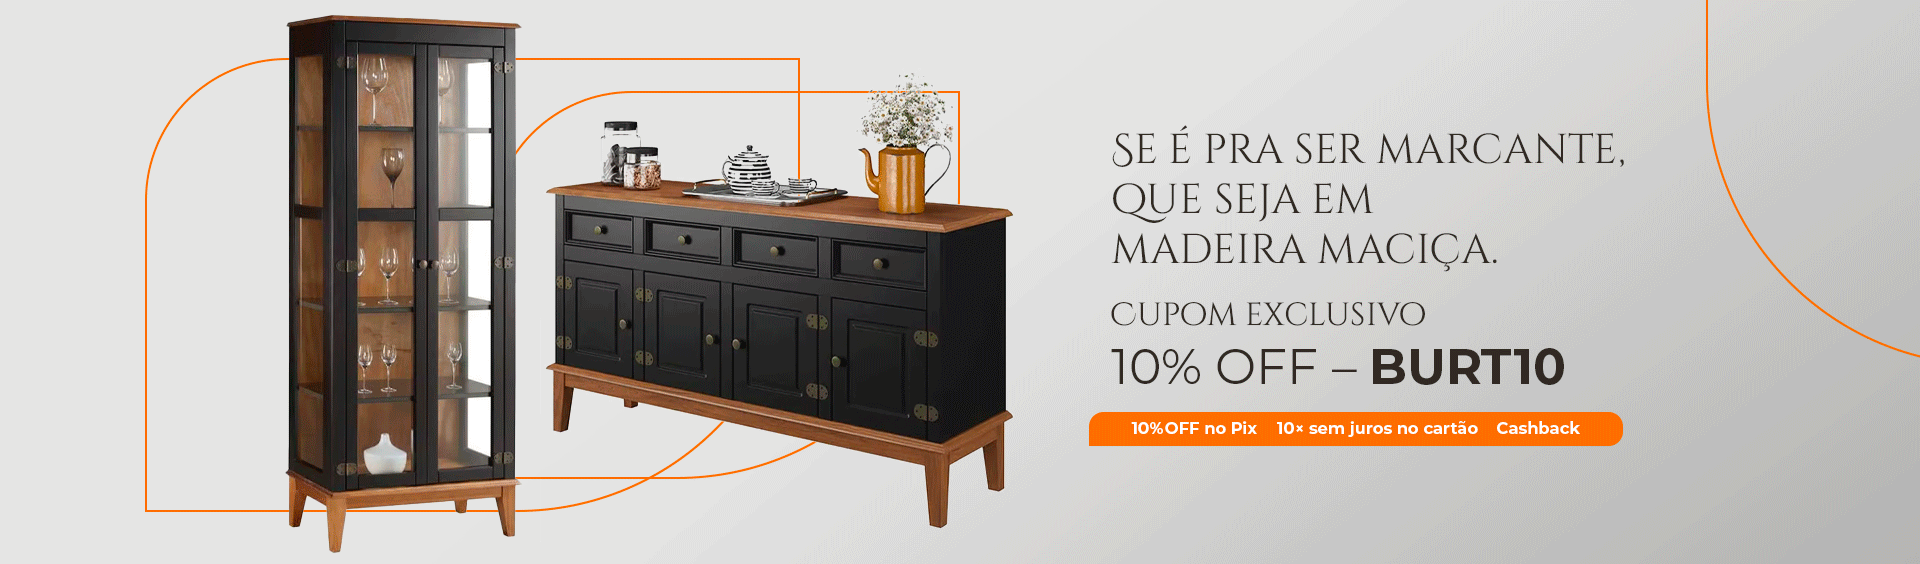 Se é pra ser marcante,
que seja em
madeira maciça.
Cupom exclusivo
10% OFF – BURT10
10%OFF no Pix 10× sem juros no cartão Cashback